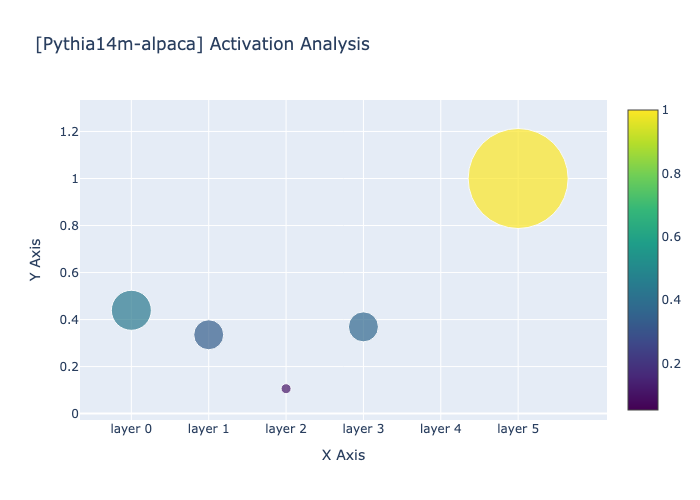 [Pythia14m-alpaca] Activation Analysis
1.2
1
0.8
0.6
0.4
0.2
0
Y Axis
layer 0
layer 1
layer 2
layer 3
layer 4
layer 5
X Axis
1
0.8
0.6
0.4
0.2